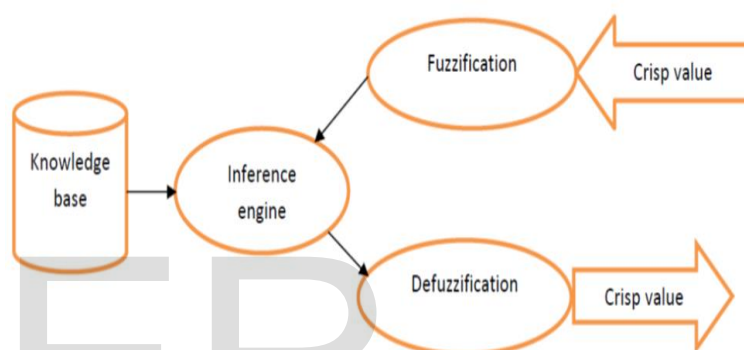 Fuzzification
Crisp value
Knowledge
base
Inference
engine
Defuzzification
Crisp value